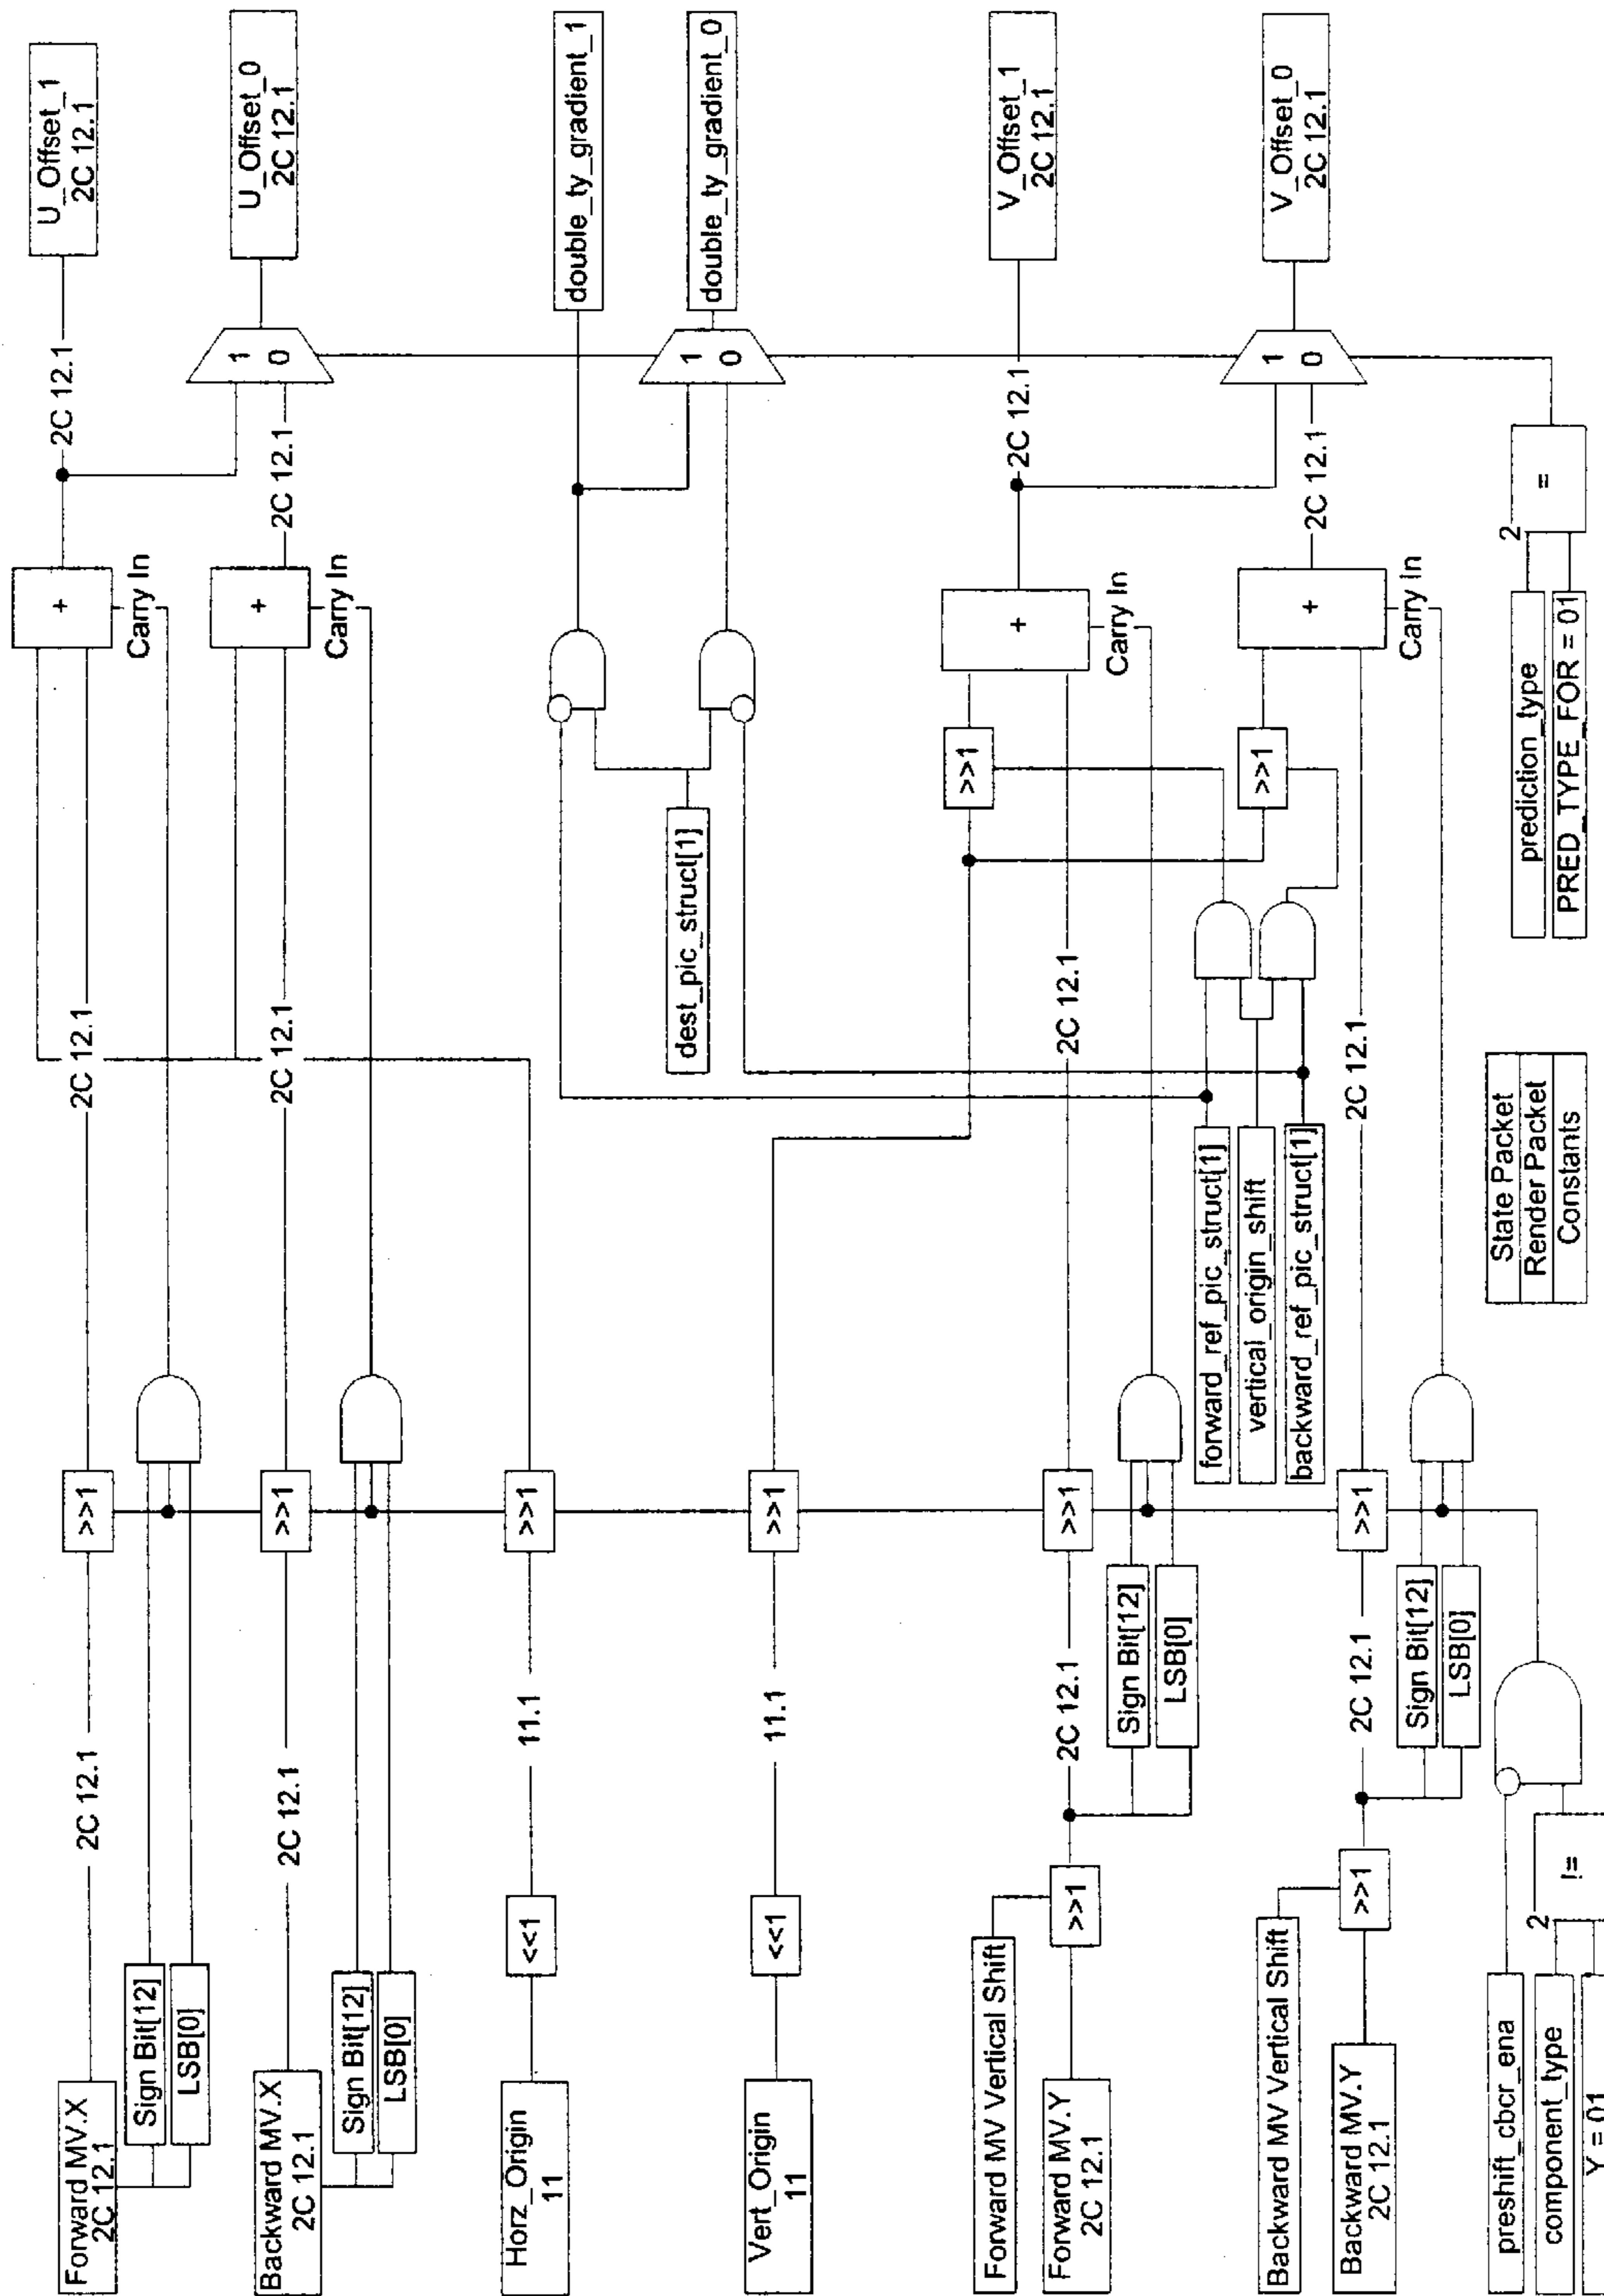 Forward MV.X
2C 12.1
Sign Bit[12]
LSB[0]
2C 12.1
>>1
2C 12.1
+
Carry In
2C 12.1
U_Offset_1
2C 12.1
Backward MV.X
2C 12.1
Sign Bit[12]
LSB[0]
2C 12.1
>>1
2C 12.1
+
Carry In
2C 12.1
1
0
U_Offset_0
2C 12.1
Horz_Origin
11
<<1
11.1
>>1
double_ty_gradient_1
dest_pic_struct[1]
1
0
double_ty_gradient_0
Vert_Origin
11
<<1
11.1
>>1
>>1
Forward MV Vertical Shift
Forward MV.Y
2C 12.1
>>1
2C 12.1
Sign Bit[12]
LSB[0]
>>1
2C 12.1
+
Carry In
2C 12.1
V_Offset_1
2C 12.1
forward_ref_pic_struct[1]
vertical_origin_shift
backward_ref_pic_struct[1]
>>1
Backward MV Vertical Shift
Backward MV.Y
2C 12.1
>>1
2C 12.1
Sign Bit[12]
LSB[0]
>>1
2C 12.1
+
Carry In
2C 12.1
1
0
V_Offset_0
2C 12.1
preshift_cbcr_ena
component_type
Y = 01
2
!=
State Packet
Render Packet
Constants
prediction_type
PRED_TYPE_FOR = 01
2
=